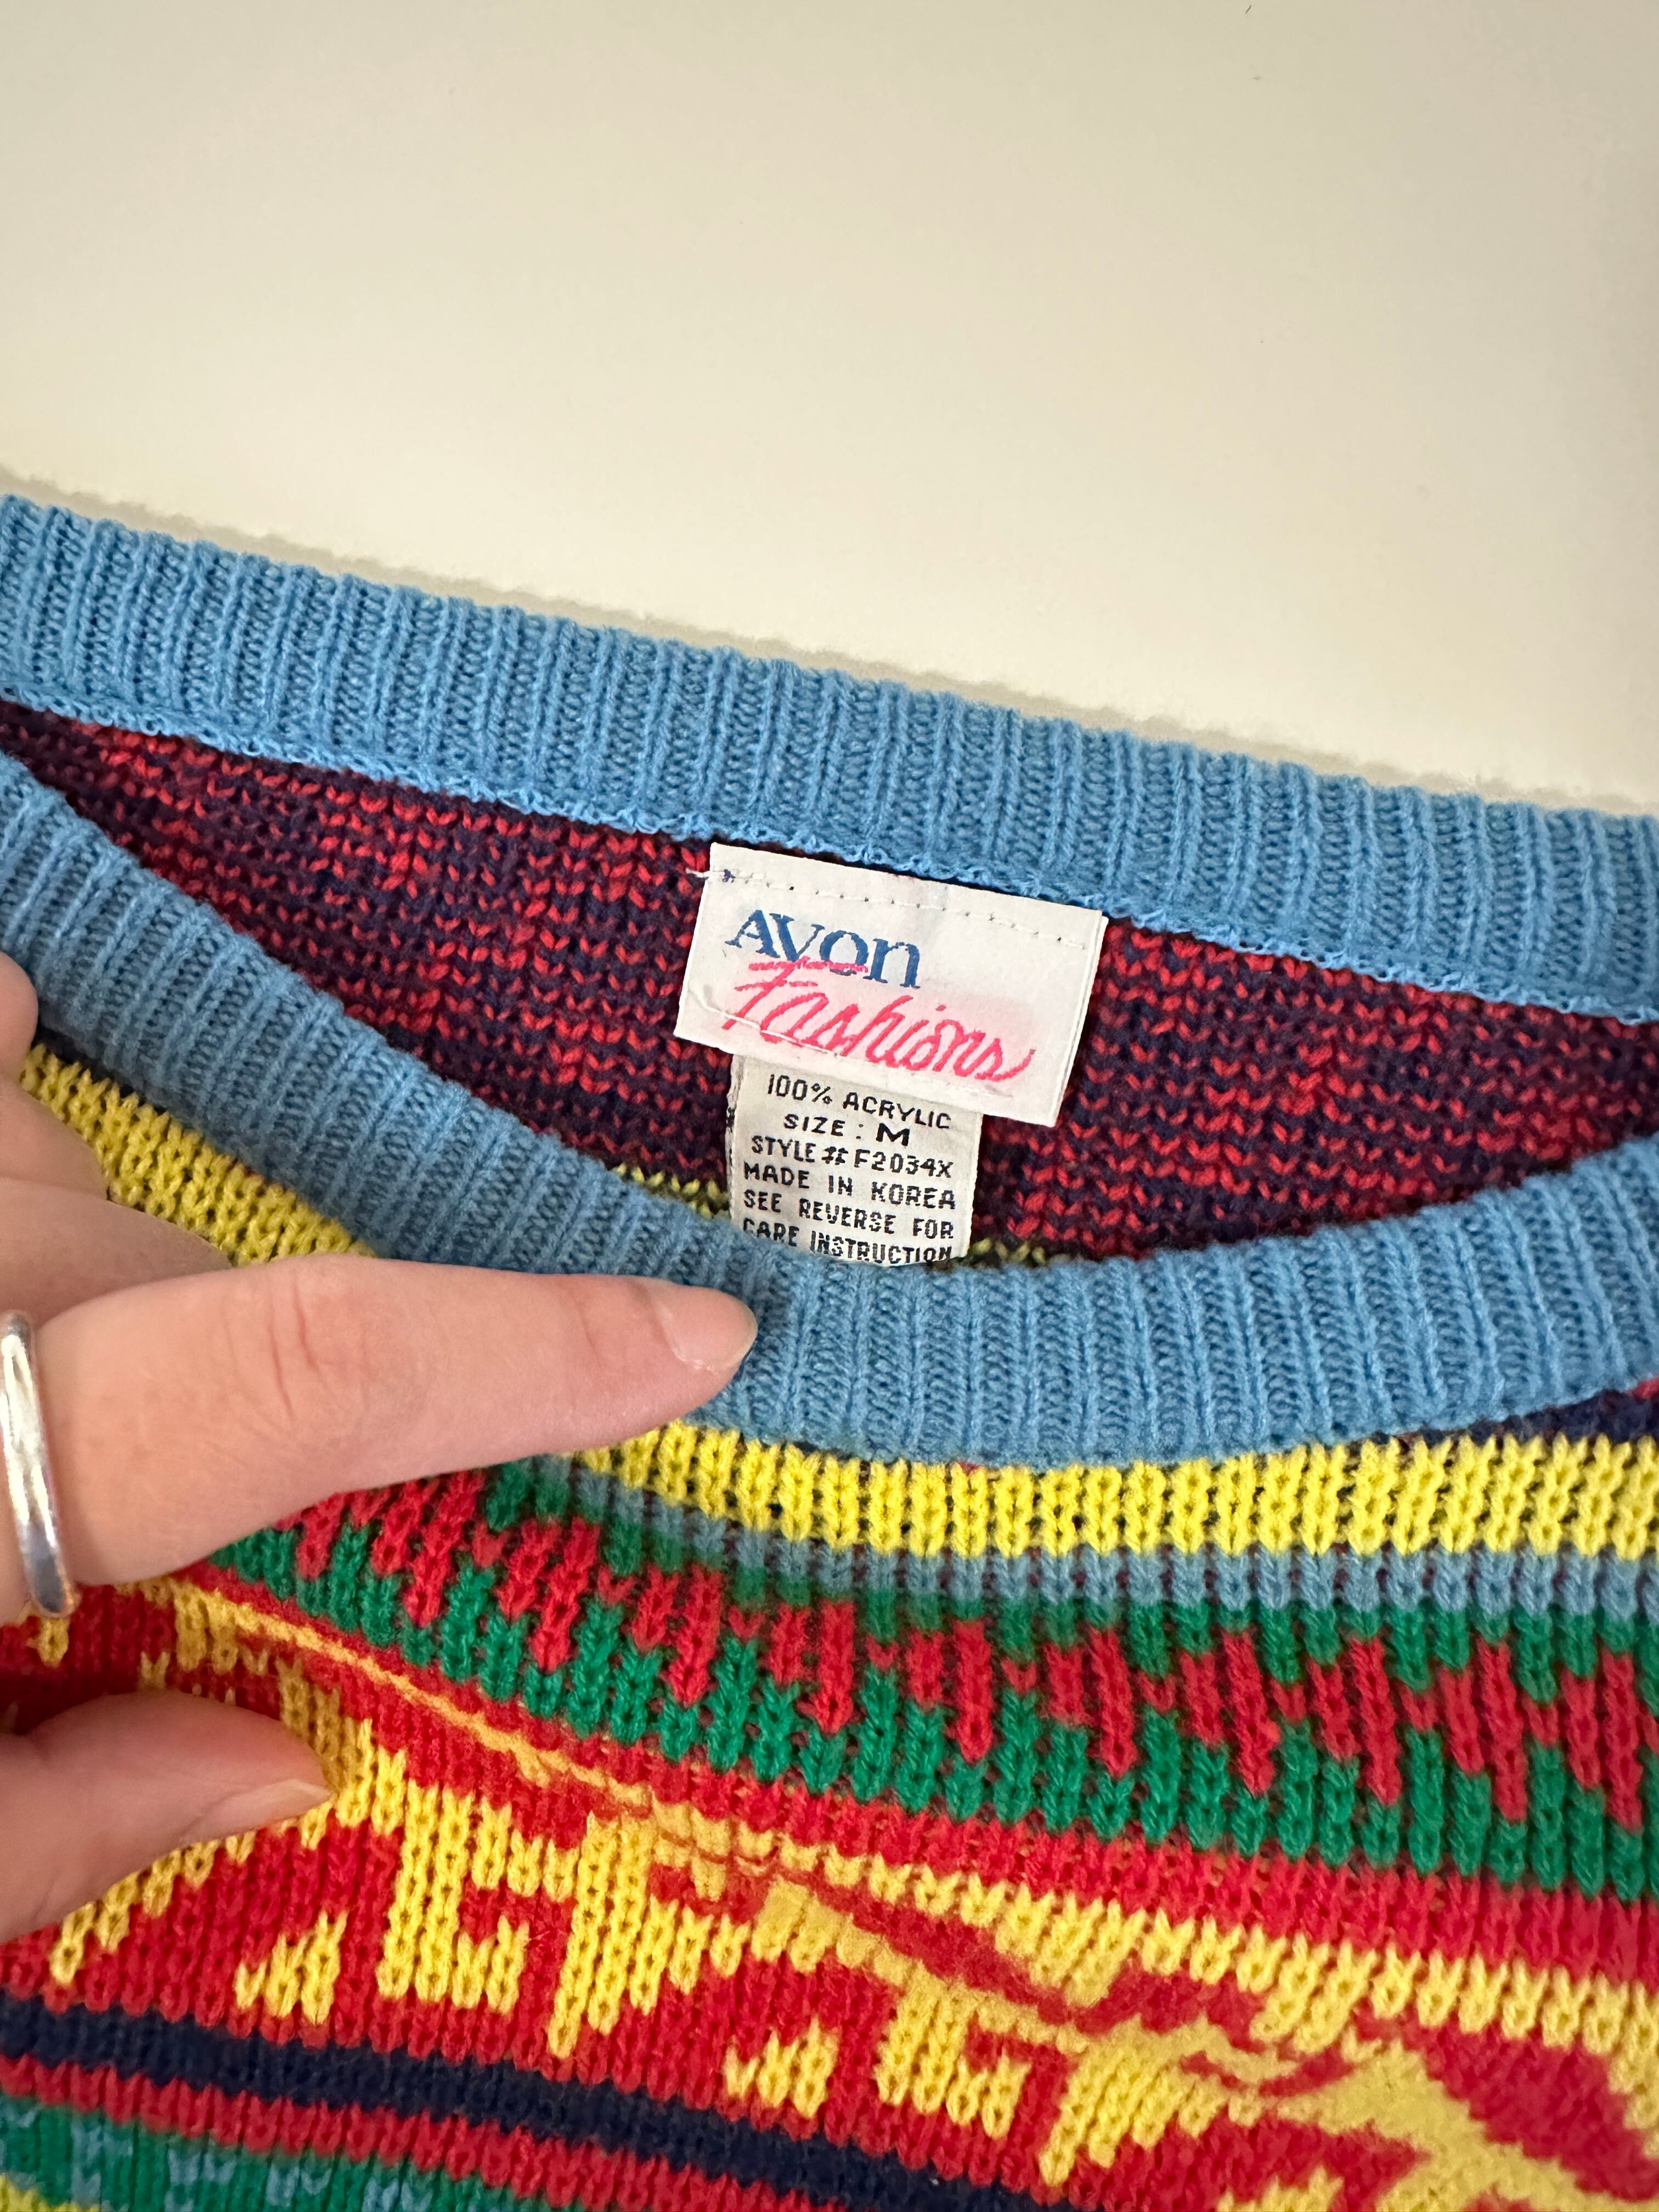 AVON
Fashions
100% ACRYLIC
SIZE : M
STYLE # F2034X
MADE IN KOREA
SEE REVERSE FOR
CARE INSTRUCTION